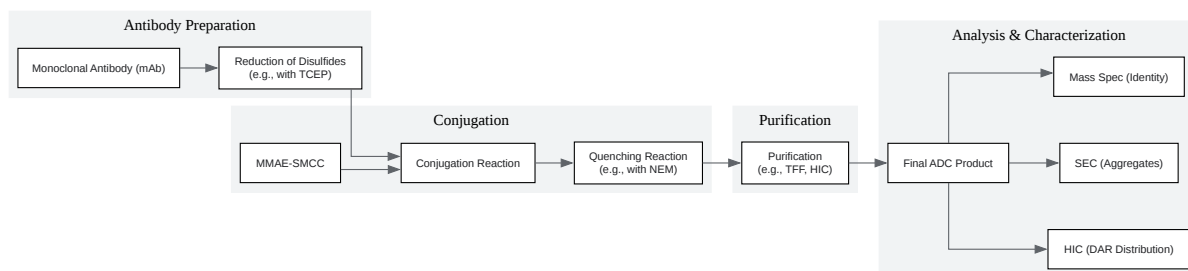 Antibody Preparation
Monoclonal Antibody (mAb)
Reduction of Disulfides
(e.g., with TCEP)
Conjugation
MMAE-SMCC
Conjugation Reaction
Quenching Reaction
(e.g., with NEM)
Purification
Purification
(e.g., TFF, HIC)
Analysis & Characterization
Final ADC Product
Mass Spec (Identity)
SEC (Aggregates)
HIC (DAR Distribution)